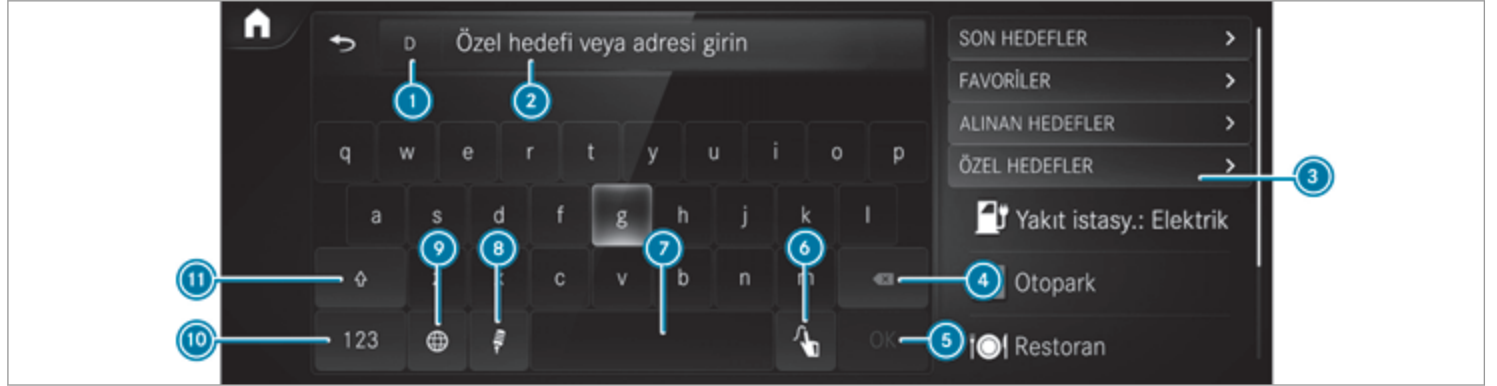 D Özel hedefi veya adresi girin
1 2
q w e r t y u i o p
a s d f g h j k l
9 8 7 6
11 z c v b n m 4
10 123 OK 5
SON HEDEFLER
FAVORİLER
ALINAN HEDEFLER
ÖZEL HEDEFLER
3
Yakıt istasy.: Elektrik
Otopark
Restoran